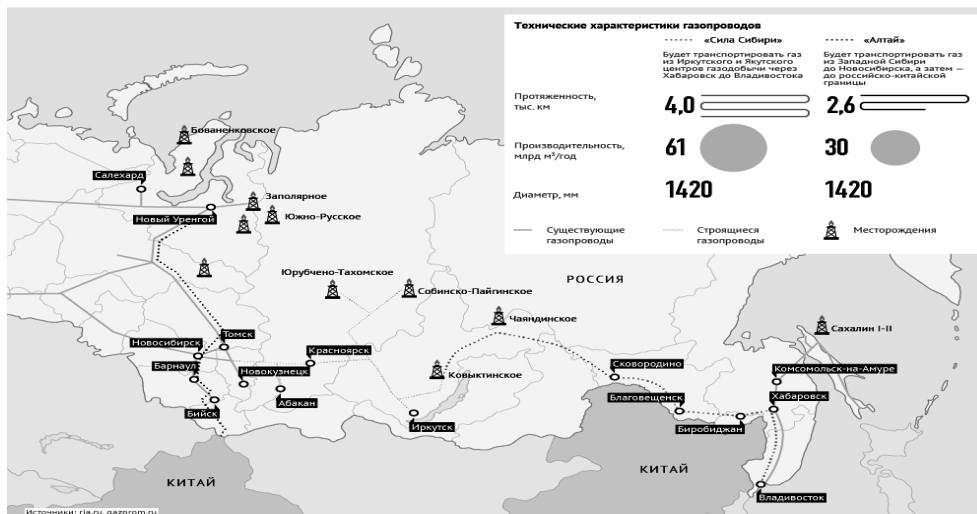 Технические характеристики газопроводов
«Сила Сибири»
«Алтай»
Будет транспортировать газ
из Иркутского и Якутского
центров газодобычи через
Хабаровск до Владивостока
Будет транспортировать газ
из Западной Сибири
до Новосибирска, а затем —
до российско-китайской
границы
Протяженность,
тыс. км
4,0
2,6
Производительность,
млрд м³/год
61
30
Диаметр, мм
1420
1420
Существующие
газопроводы
Строящиеся
газопроводы
Месторождения
Бованенковское
Салехард
Заполярное
Новый Уренгой
Южно-Русское
Юрубчено-Тахомское
Собинско-Пайгинское
РОССИЯ
Чаяндинское
Сахалин I-II
Томск
Новосибирск
Красноярск
Барнаул
Новокузнецк
Ковыктинское
Сковородино
Комсомольск-на-Амуре
Абакан
Благовещенск
Хабаровск
Бийск
Иркутск
Биробиджан
КИТАЙ
КИТАЙ
Владивосток
Источники: ria.ru, gazprom.ru